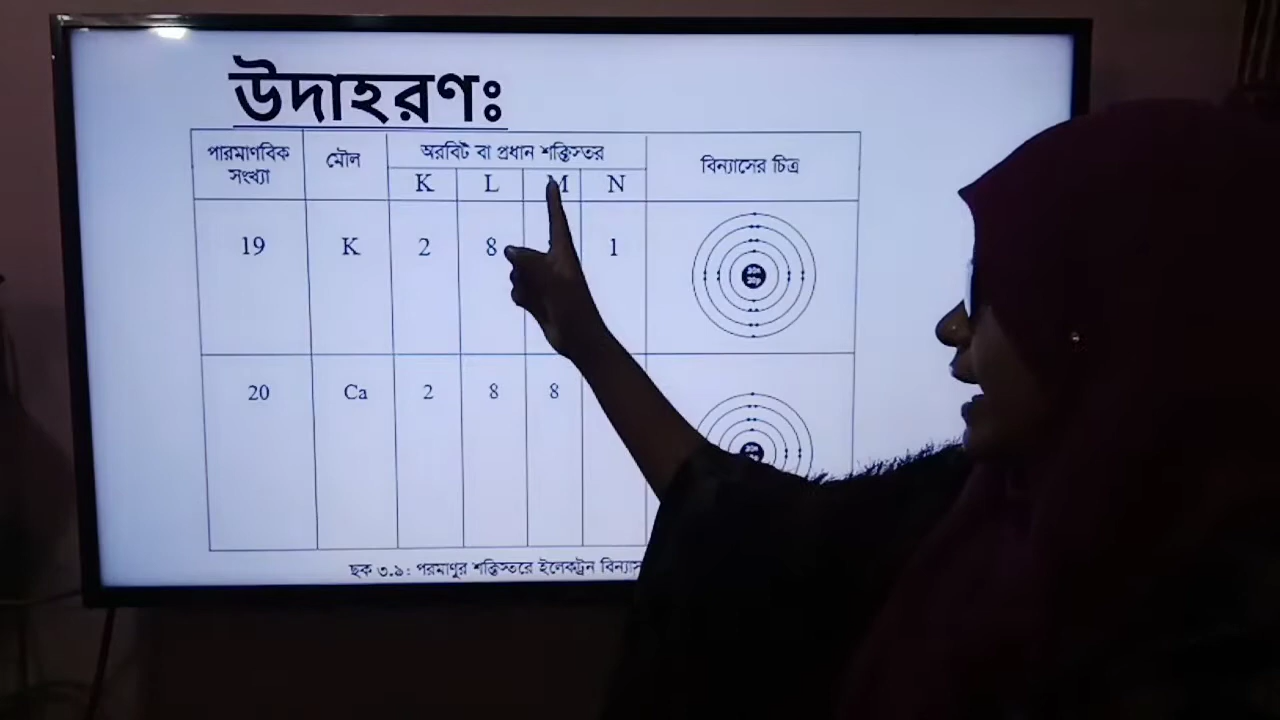 উদাহরণঃ
পারমাণবিক সংখ্যা মৌল অরবিট বা প্রধান শক্তিস্তর বিন্যাসের চিত্র
K L M N
19 K 2 8 1
20 Ca 2 8 8
ছক ৩.৯: পরমাণুর শক্তিস্তরে ইলেকট্রন বিন্যাস